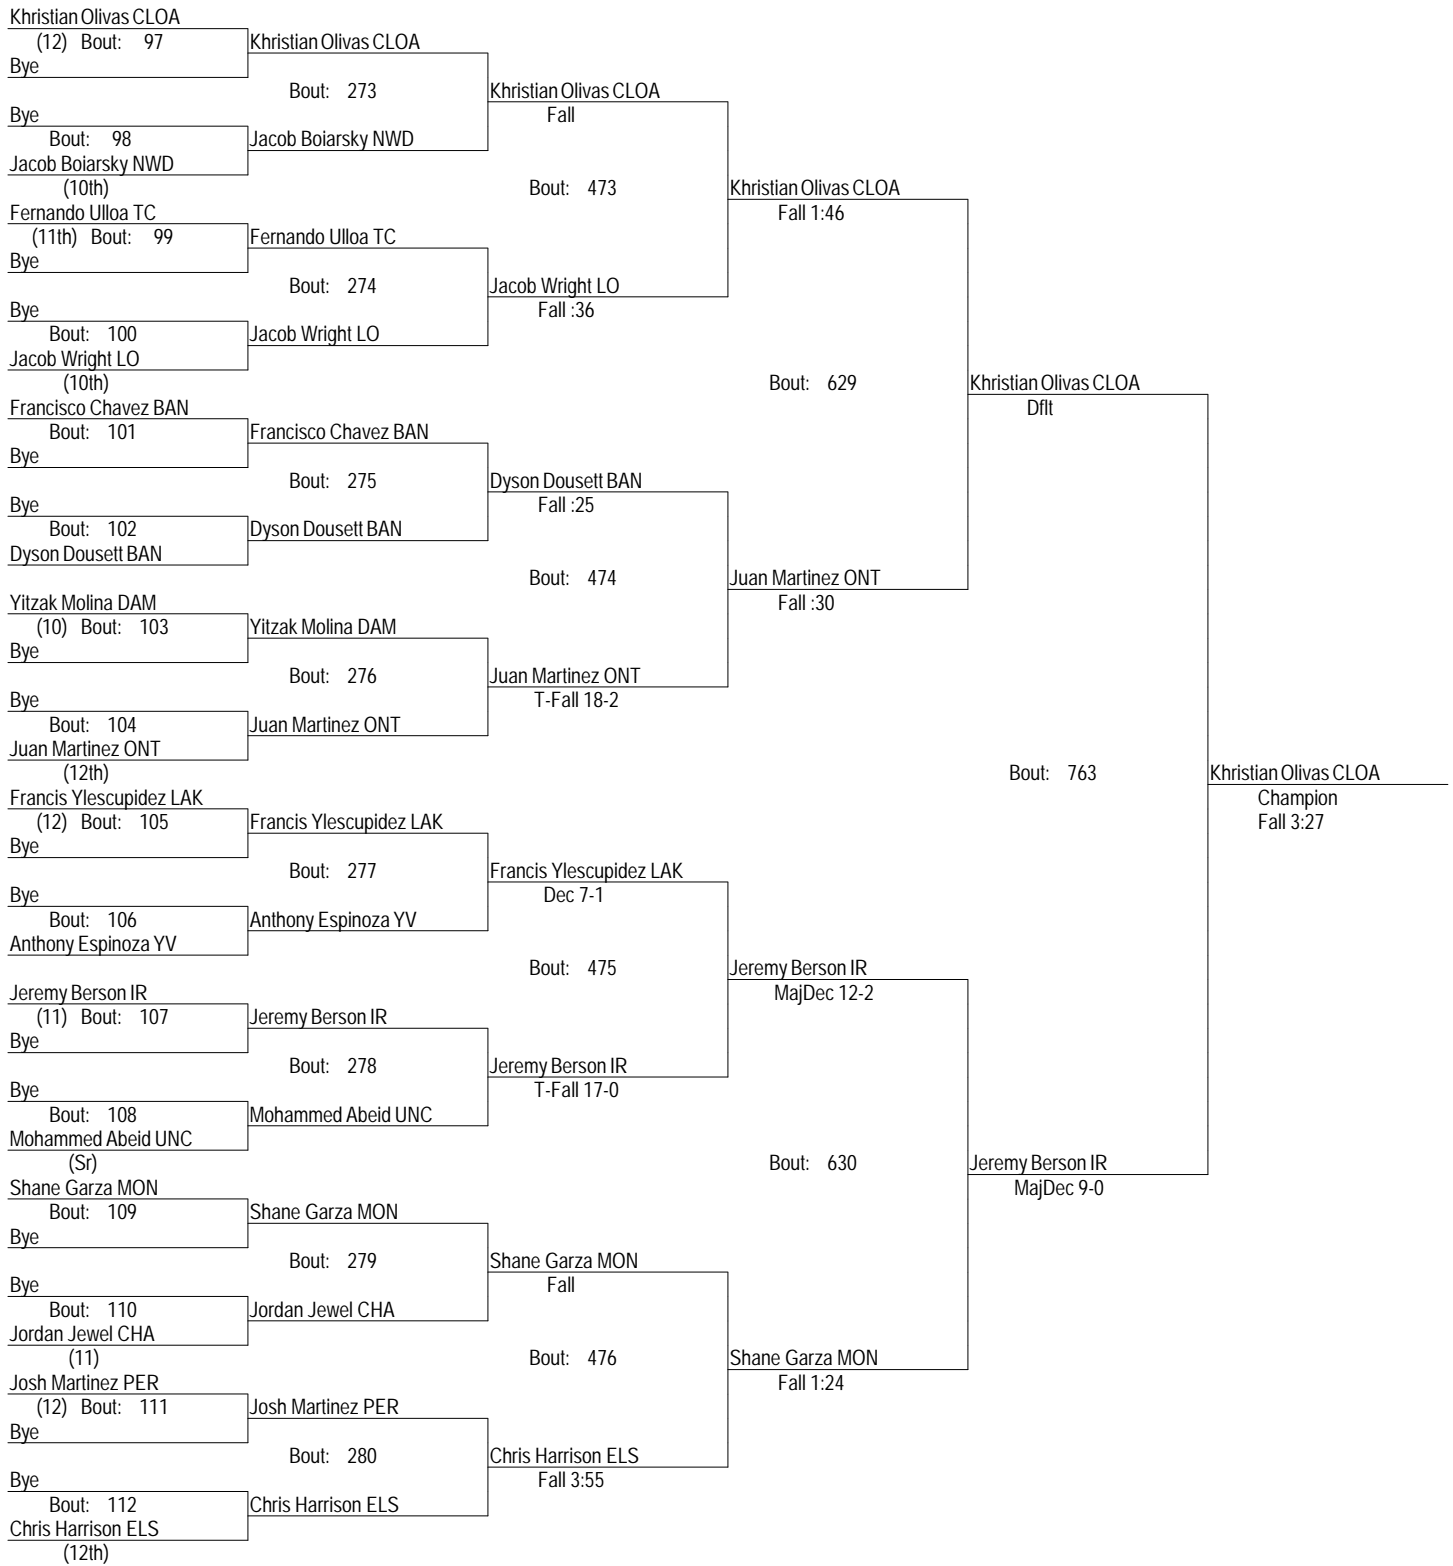 Khristian Olivas CLOA
(12) Bout: 97
Bye
Khristian Olivas CLOA
Bout: 273
Bye
Bout: 98
Jacob Boiarsky NWD
(10th)
Jacob Boiarsky NWD
Khristian Olivas CLOA
Fall
Bout: 473
Fernando Ulloa TC
(11th) Bout: 99
Bye
Fernando Ulloa TC
Bout: 274
Bye
Bout: 100
Jacob Wright LO
(10th)
Jacob Wright LO
Jacob Wright LO
Fall :36
Khristian Olivas CLOA
Fall 1:46
Bout: 629
Francisco Chavez BAN
Bout: 101
Bye
Francisco Chavez BAN
Bout: 275
Bye
Bout: 102
Dyson Dousett BAN
Dyson Dousett BAN
Dyson Dousett BAN
Fall :25
Bout: 474
Yitzak Molina DAM
(10) Bout: 103
Bye
Yitzak Molina DAM
Bout: 276
Bye
Bout: 104
Juan Martinez ONT
(12th)
Juan Martinez ONT
Juan Martinez ONT
T-Fall 18-2
Juan Martinez ONT
Fall :30
Khristian Olivas CLOA
Dflt
Bout: 763
Khristian Olivas CLOA
Champion
Fall 3:27
Francis Ylescupidez LAK
(12) Bout: 105
Bye
Francis Ylescupidez LAK
Bout: 277
Bye
Bout: 106
Anthony Espinoza YV
Anthony Espinoza YV
Francis Ylescupidez LAK
Dec 7-1
Bout: 475
Jeremy Berson IR
(11) Bout: 107
Bye
Jeremy Berson IR
Bout: 278
Bye
Bout: 108
Mohammed Abeid UNC
(Sr)
Mohammed Abeid UNC
Jeremy Berson IR
T-Fall 17-0
Jeremy Berson IR
MajDec 12-2
Bout: 630
Shane Garza MON
Bout: 109
Bye
Shane Garza MON
Bout: 279
Bye
Bout: 110
Jordan Jewel CHA
(11)
Jordan Jewel CHA
Shane Garza MON
Fall
Bout: 476
Josh Martinez PER
(12) Bout: 111
Bye
Josh Martinez PER
Bout: 280
Bye
Bout: 112
Chris Harrison ELS
(12th)
Chris Harrison ELS
Chris Harrison ELS
Fall 3:55
Shane Garza MON
Fall 1:24
Jeremy Berson IR
MajDec 9-0